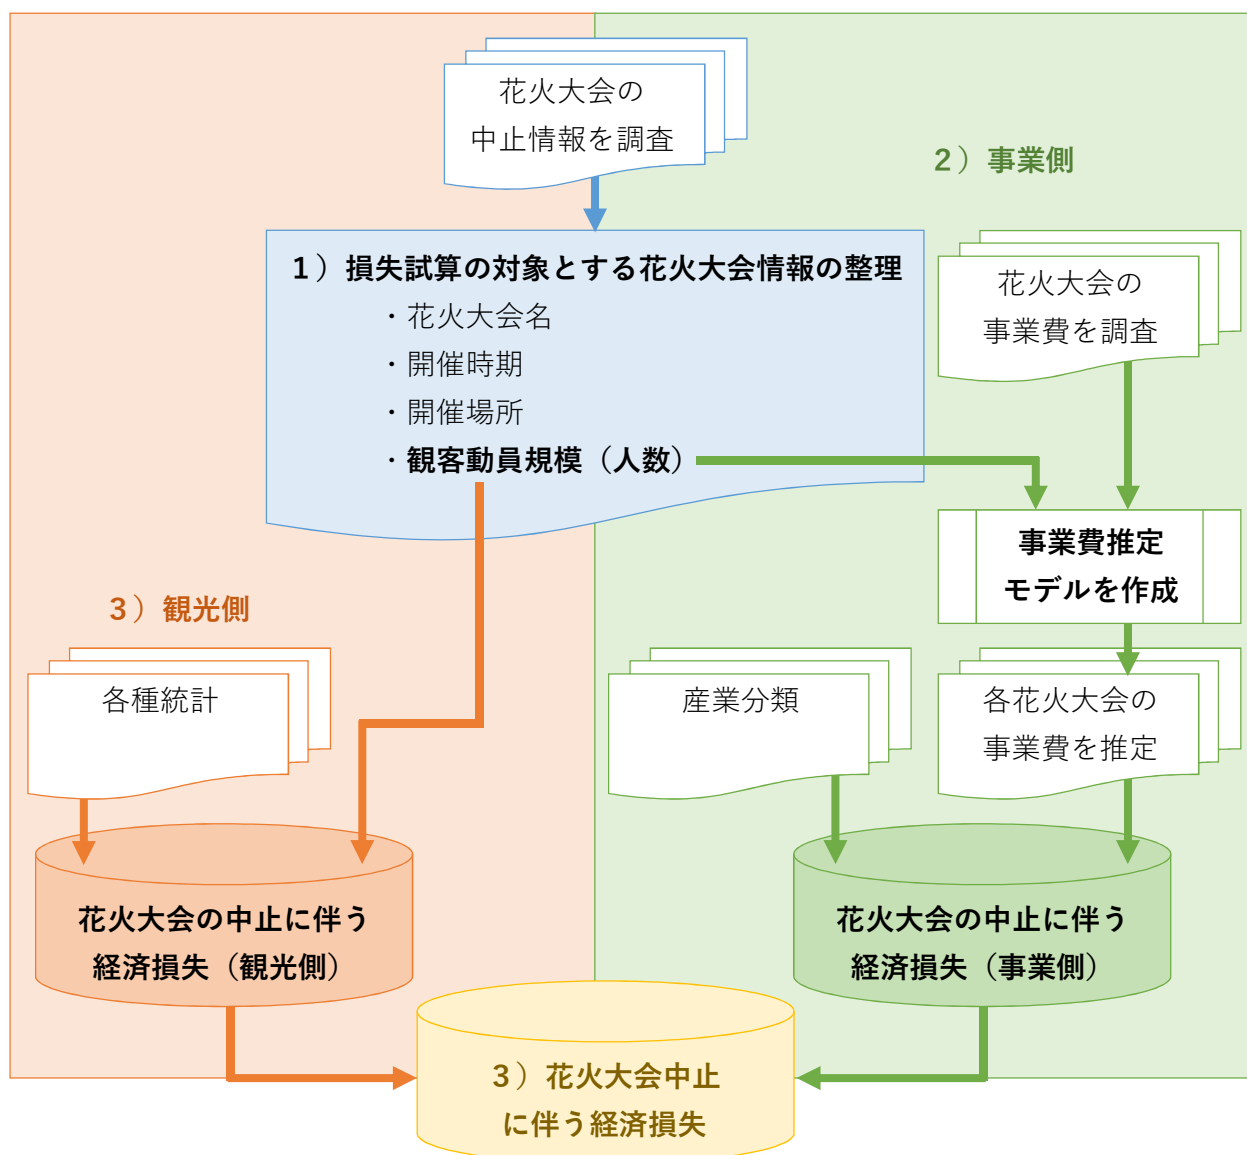 花火大会の
中止情報を調査
２）事業側
１）損失試算の対象とする花火大会情報の整理
・花火大会名
・開催時期
・開催場所
・観客動員規模（人数）
花火大会の
事業費を調査
事業費推定
モデルを作成
３）観光側
各種統計
産業分類
各花火大会の
事業費を推定
花火大会の中止に伴う
経済損失（観光側）
花火大会の中止に伴う
経済損失（事業側）
３）花火大会中止
に伴う経済損失